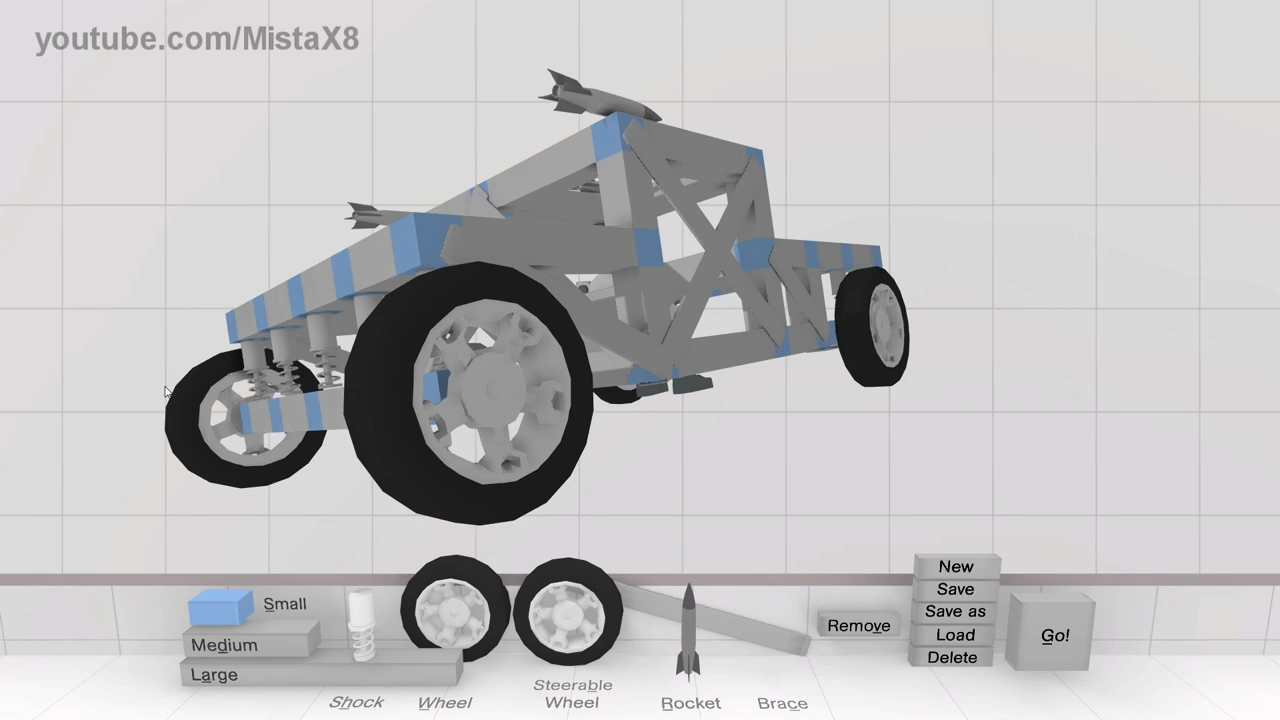 youtube.com/MistaX8
Small
Medium
Large
Shock
Wheel
Steerable
Wheel
Rocket
Brace
Remove
New
Save
Save as
Load
Delete
Go!